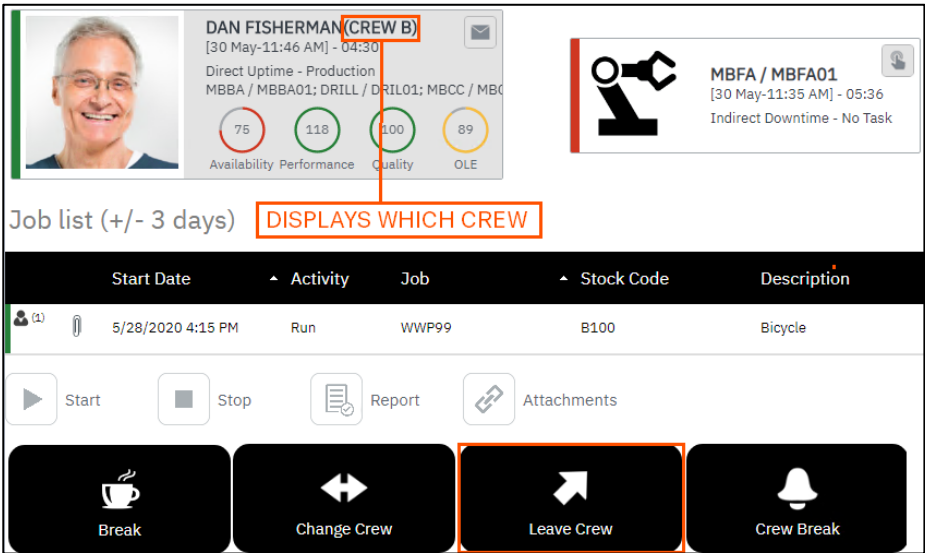 DAN FISHERMAN(CREW B)
[30 May-11:46 AM] - 04:30
Direct Uptime - Production
MBBA / MBBA01; DRILL / DRIL01; MBCC / MBC
75 118 100 89
Availability Performance Quality OLE
MBFA / MBFA01
[30 May-11:35 AM] - 05:36
Indirect Downtime - No Task
Job list (+/- 3 days)
DISPLAYS WHICH CREW
Start Date Activity Job Stock Code Description
(1) 5/28/2020 4:15 PM Run WWP99 B100 Bicycle
Start Stop Report Attachments
Break Change Crew Leave Crew Crew Break